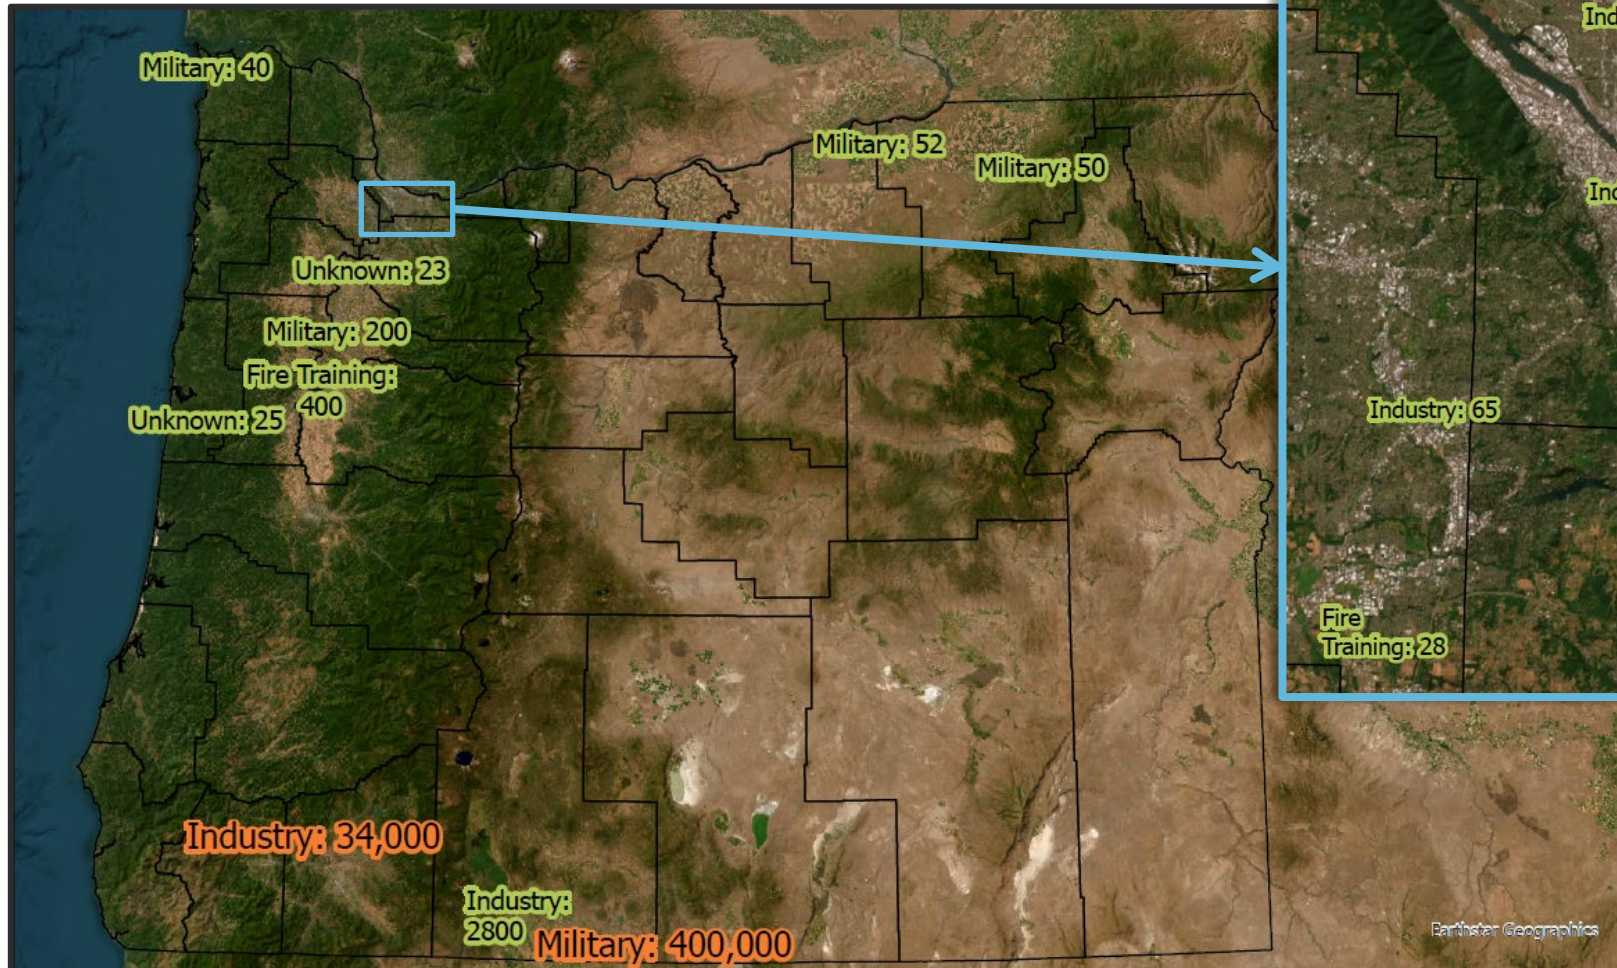 Military: 40
Military: 52
Military: 50
Unknown: 23
Military: 200
Fire Training:
400
Unknown: 25
Industry: 65
Fire
Training: 28
Industry: 34,000
Industry:
2800
Military: 400,000
Earthstar Geographics